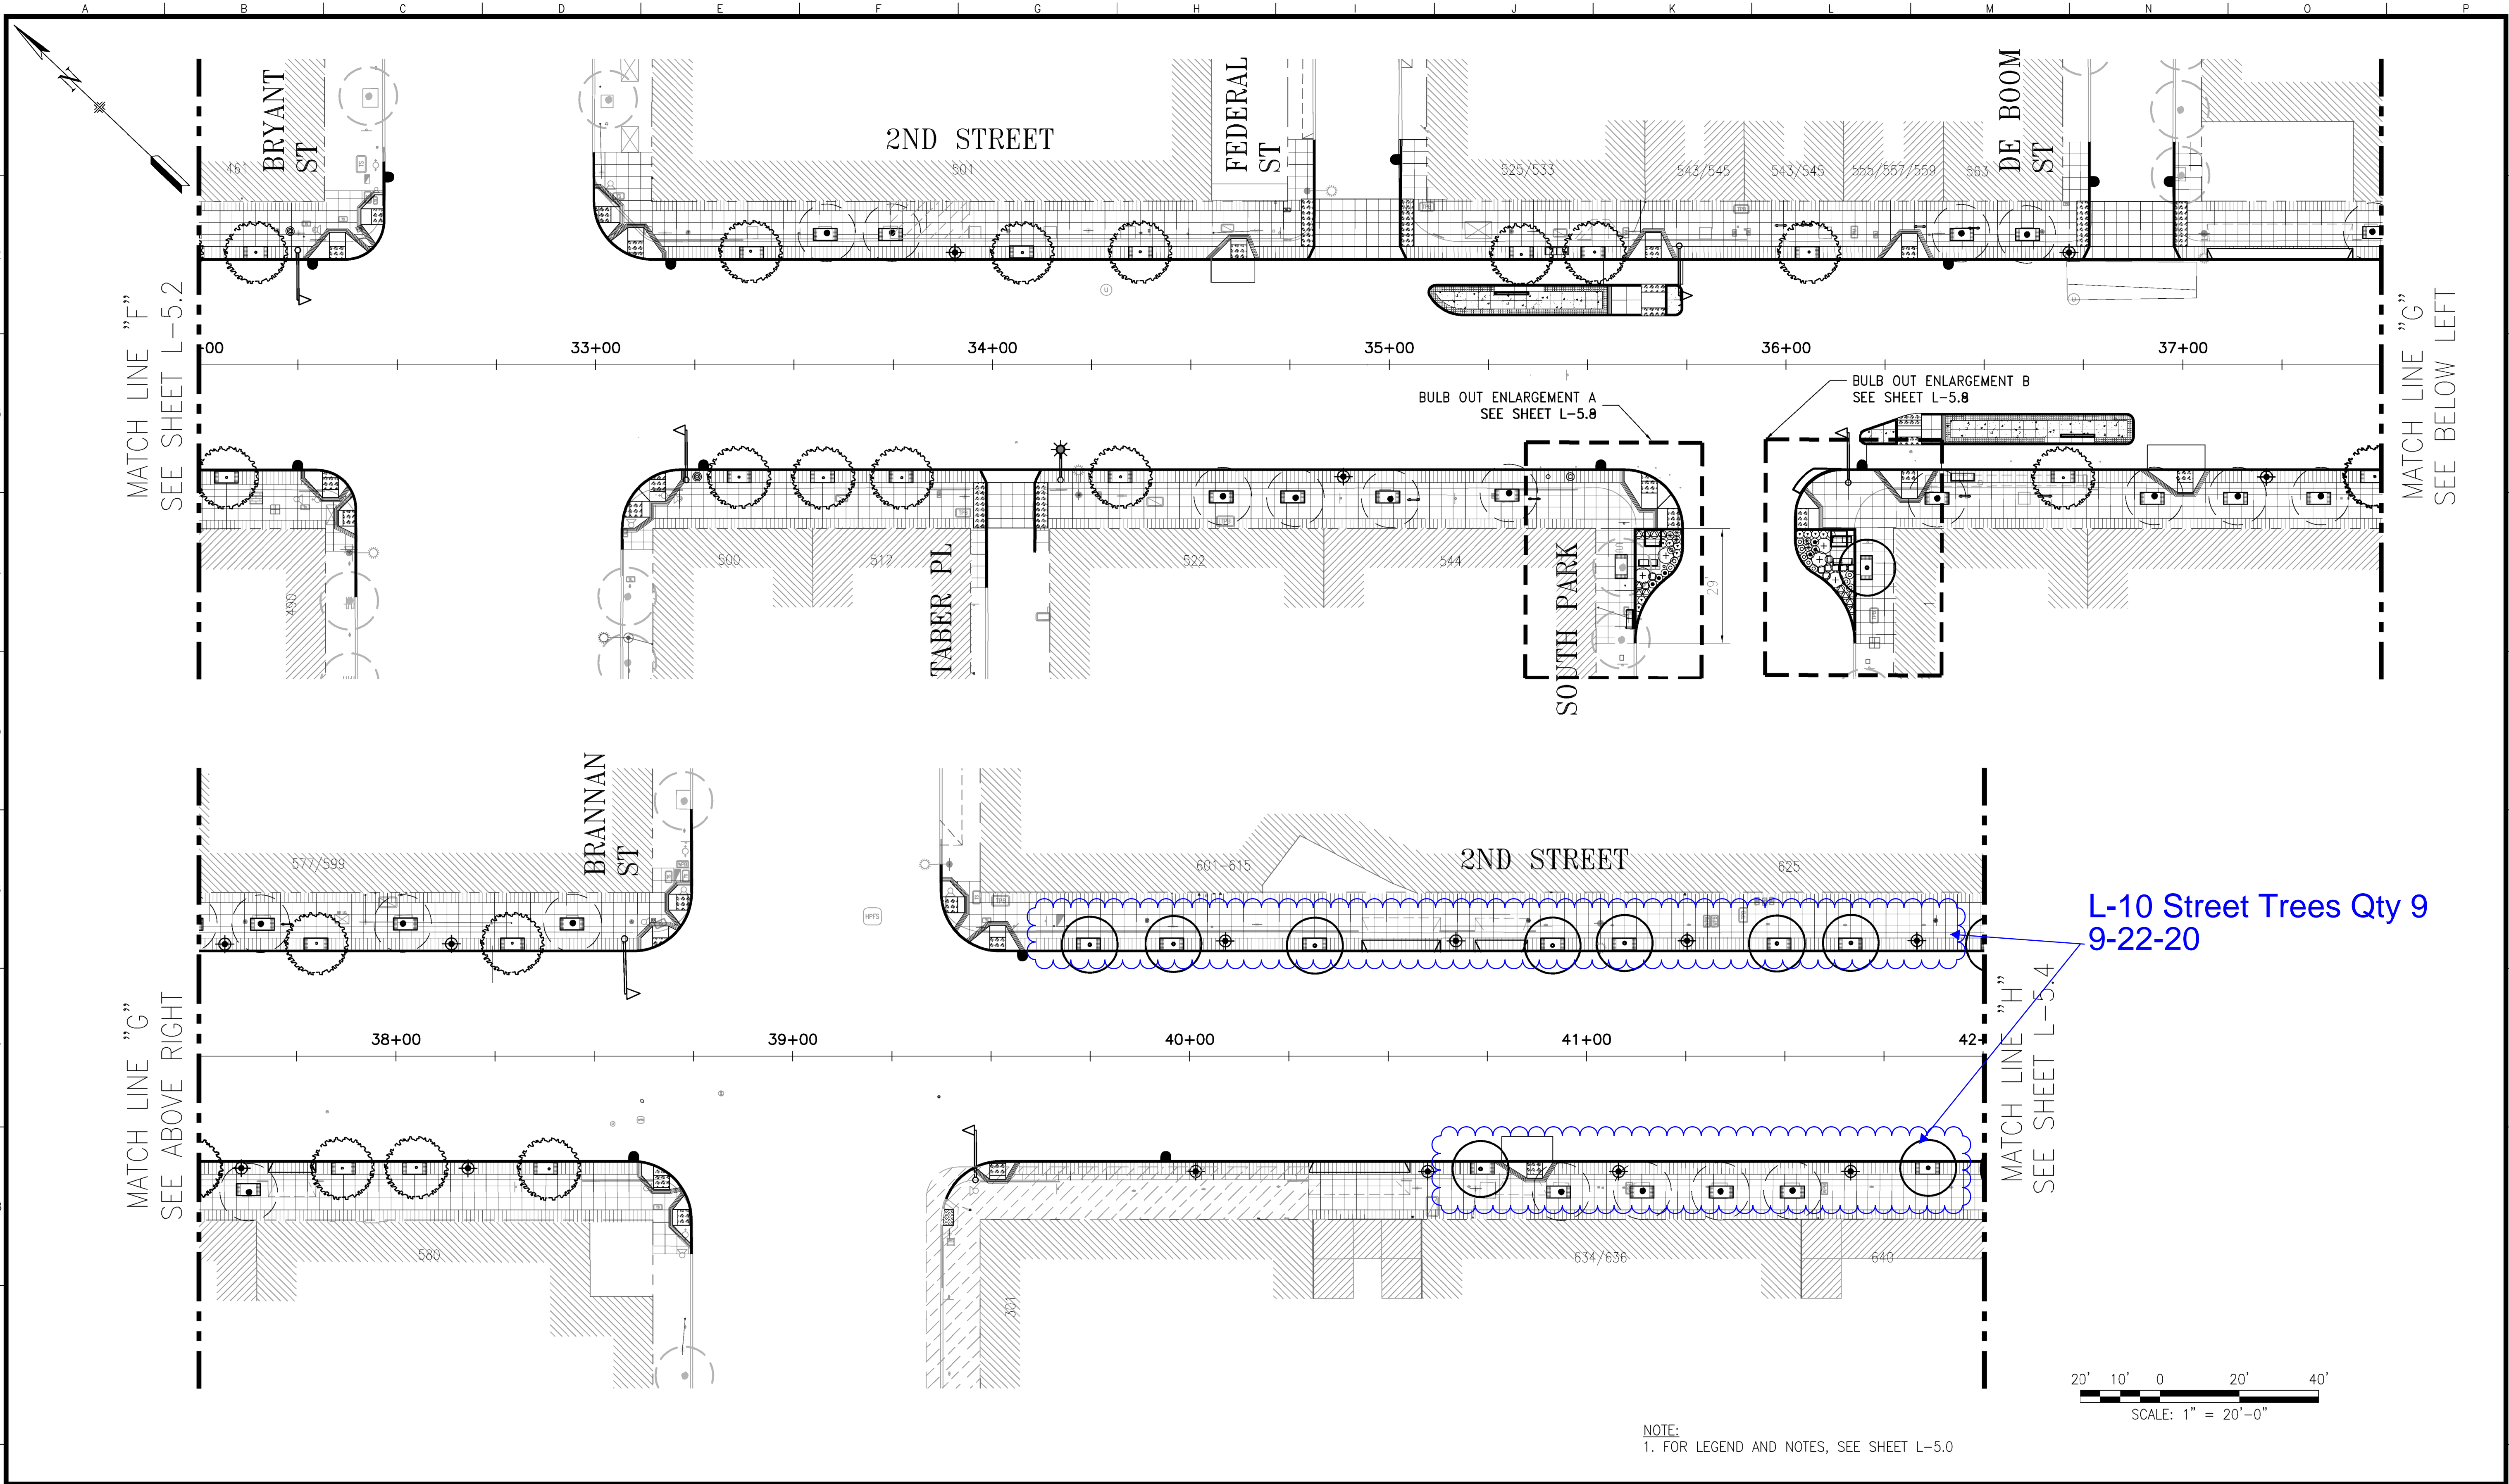 A B C D E F G H I J K L M N O P
N
BRYANT
ST
2ND STREET
FEDERAL
ST
DE BOOM
ST
461
501
525/533
543/545
543/545
555/557/559
563
MATCH LINE "F"
SEE SHEET L-5.2
-00
33+00
34+00
35+00
36+00
37+00
MATCH LINE "G"
SEE BELOW LEFT
BULB OUT ENLARGEMENT A
SEE SHEET L-5.8
BULB OUT ENLARGEMENT B
SEE SHEET L-5.8
490
500
512
TABER PL
522
544
SOUTH PARK
29'
1
BRANNAN
ST
577/599
HPFS
601-615
2ND STREET
625
L-10 Street Trees Qty 9
9-22-20
MATCH LINE "G"
SEE ABOVE RIGHT
38+00
39+00
40+00
41+00
42+
MATCH LINE "H"
SEE SHEET L-5.4
580
301
634/636
640
20' 10' 0 20' 40'
SCALE: 1" = 20'-0"
NOTE:
1. FOR LEGEND AND NOTES, SEE SHEET L-5.0